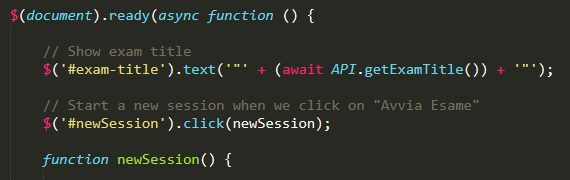 $(document).ready(async function () {
// Show exam title
$('#exam-title').text('"' + (await API.getExamTitle()) + '"');
// Start a new session when we click on "Avvia Esame"
$('#newSession').click(newSession);
function newSession() {